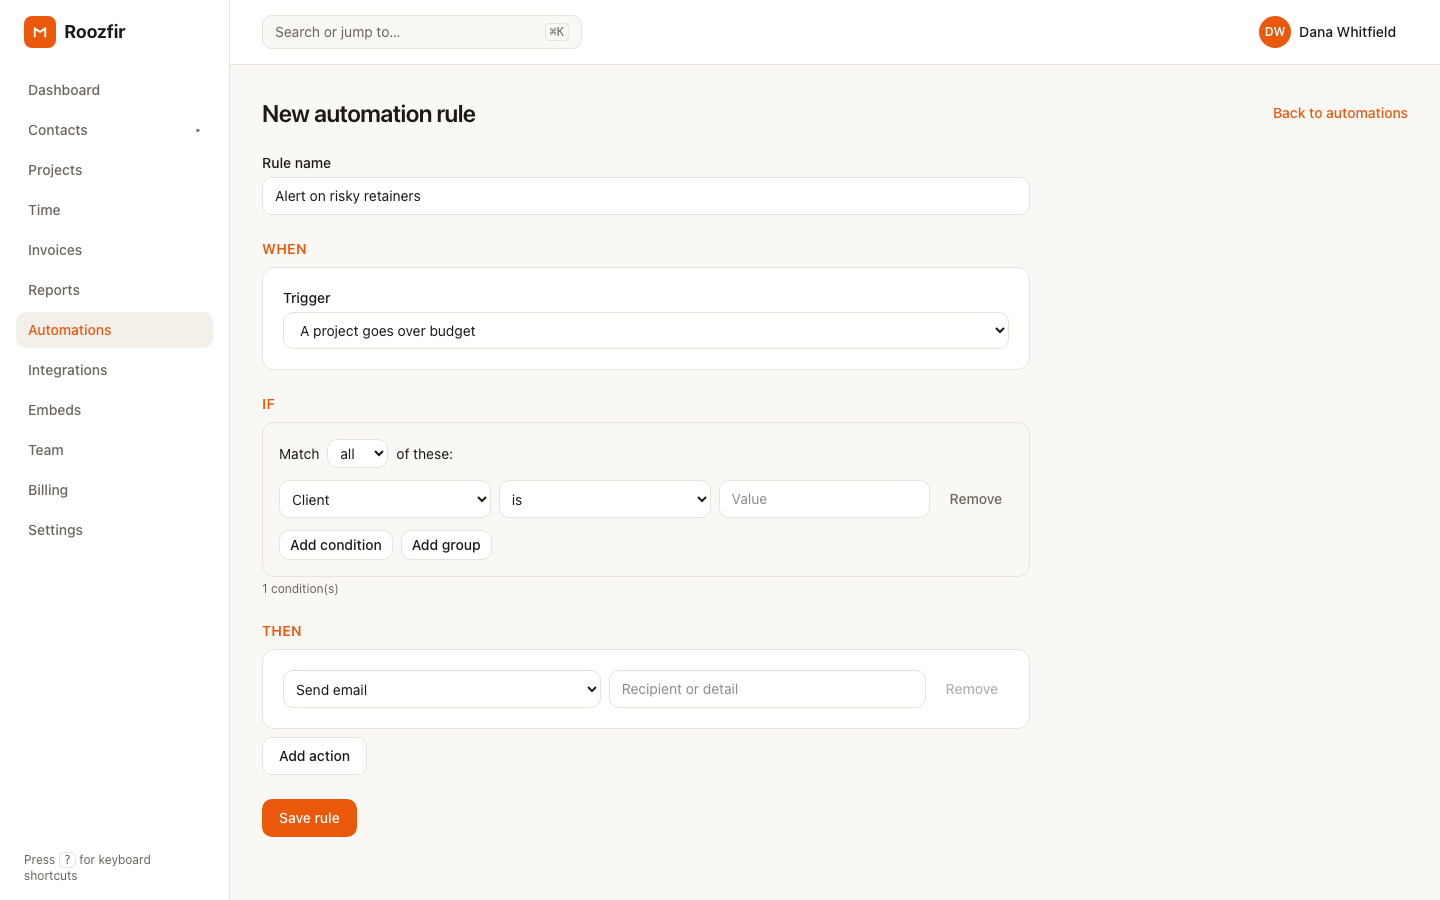 Roozfir
Search or jump to...
⌘K
DW
Dana Whitfield
Dashboard
Contacts
Projects
Time
Invoices
Reports
Automations
Integrations
Embeds
Team
Billing
Settings
Press ? for keyboard
shortcuts
New automation rule
Back to automations
Rule name
Alert on risky retainers
WHEN
Trigger
A project goes over budget
IF
Match all of these:
Client is Value Remove
Add condition Add group
1 condition(s)
THEN
Send email Recipient or detail Remove
Add action
Save rule